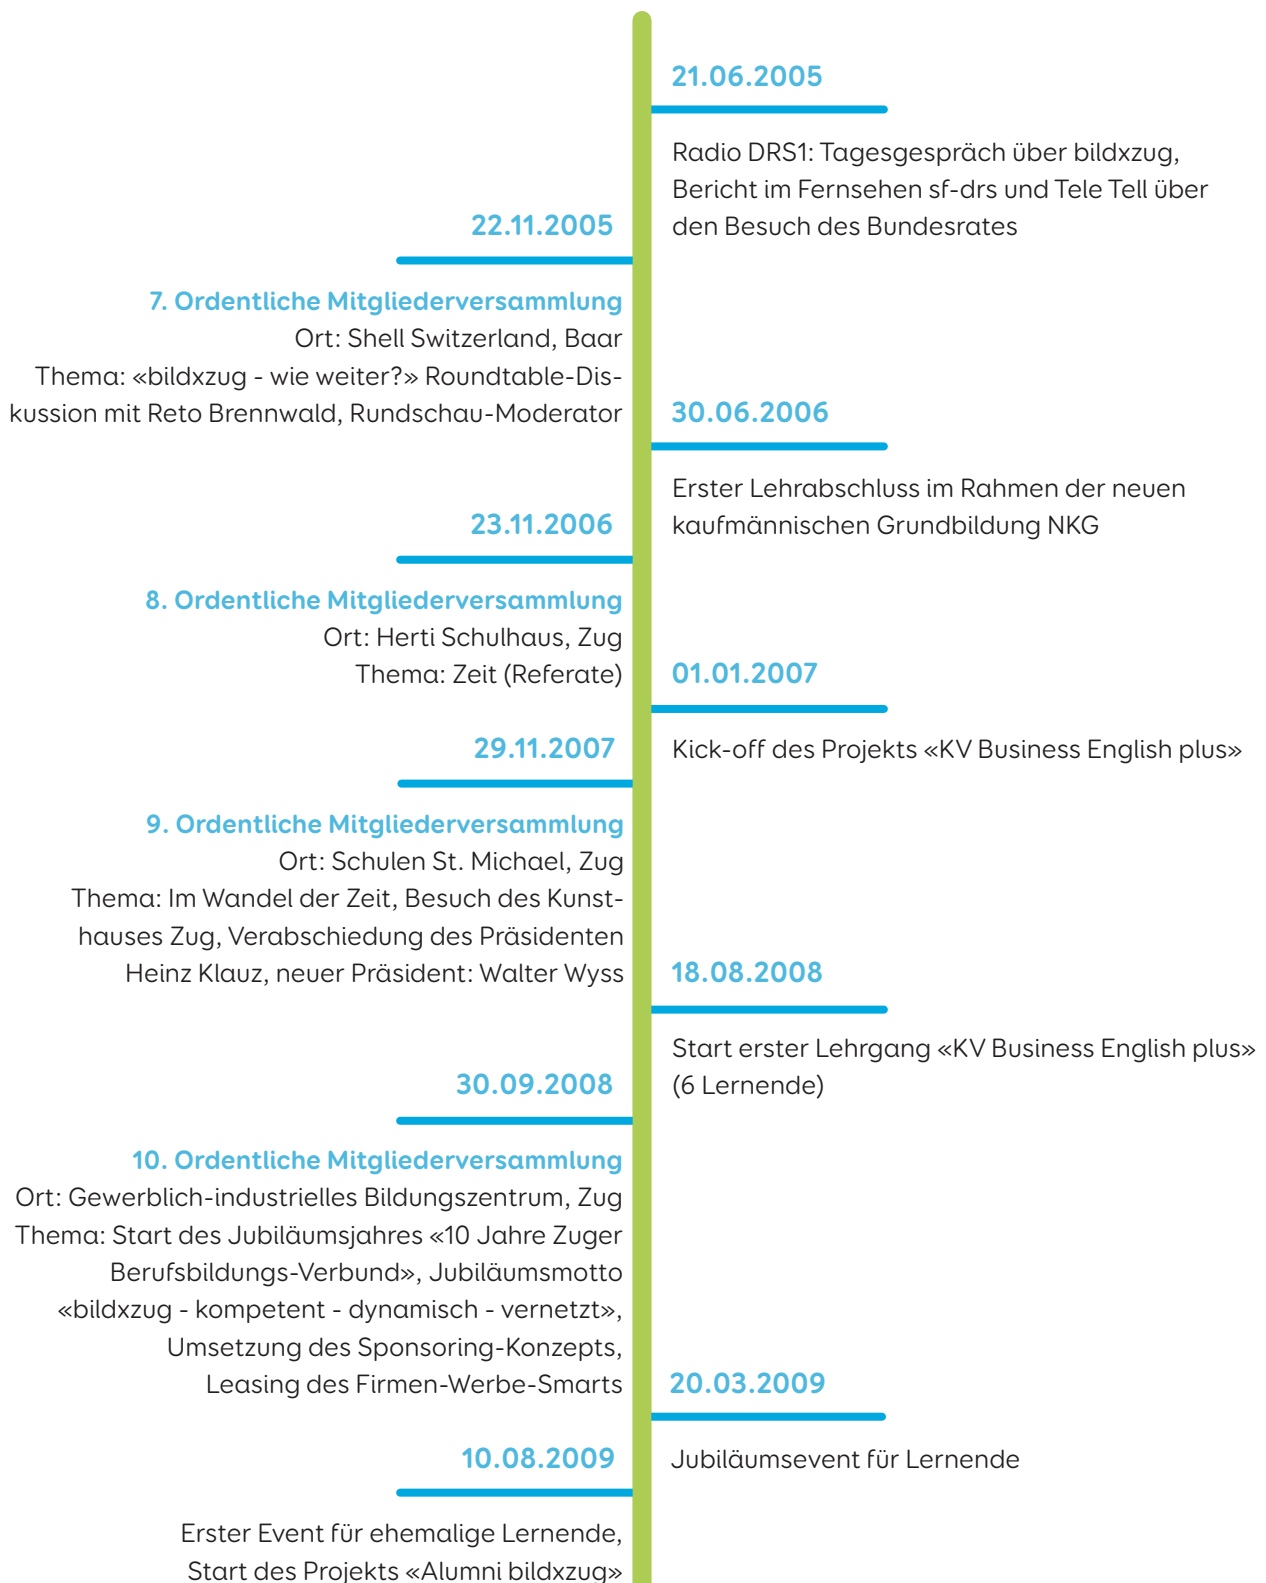 21.06.2005
Radio DRS1: Tagesgespräch über bildxzug,
Bericht im Fernsehen sf-drs und Tele Tell über
den Besuch des Bundesrates
22.11.2005
7. Ordentliche Mitgliederversammlung
Ort: Shell Switzerland, Baar
Thema: «bildxzug - wie weiter?» Roundtable-Dis-
kussion mit Reto Brennwald, Rundschau-Moderator
30.06.2006
Erster Lehrabschluss im Rahmen der neuen
kaufmännischen Grundbildung NKG
23.11.2006
8. Ordentliche Mitgliederversammlung
Ort: Herti Schulhaus, Zug
Thema: Zeit (Referate)
01.01.2007
Kick-off des Projekts «KV Business English plus»
29.11.2007
9. Ordentliche Mitgliederversammlung
Ort: Schulen St. Michael, Zug
Thema: Im Wandel der Zeit, Besuch des Kunst-
hauses Zug, Verabschiedung des Präsidenten
Heinz Klauz, neuer Präsident: Walter Wyss
18.08.2008
Start erster Lehrgang «KV Business English plus»
(6 Lernende)
30.09.2008
10. Ordentliche Mitgliederversammlung
Ort: Gewerblich-industrielles Bildungszentrum, Zug
Thema: Start des Jubiläumsjahres «10 Jahre Zuger
Berufsbildungs-Verbund», Jubiläumsmotto
«bildxzug - kompetent - dynamisch - vernetzt»,
Umsetzung des Sponsoring-Konzepts,
Leasing des Firmen-Werbe-Smarts
20.03.2009
Jubiläumsevent für Lernende
10.08.2009
Erster Event für ehemalige Lernende,
Start des Projekts «Alumni bildxzug»